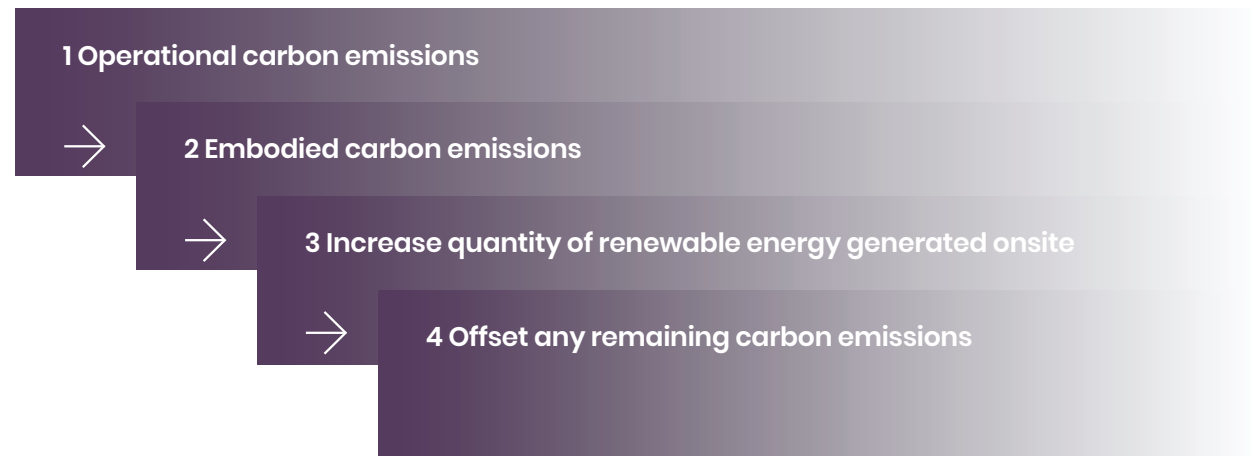 1 Operational carbon emissions
2 Embodied carbon emissions
3 Increase quantity of renewable energy generated onsite
4 Offset any remaining carbon emissions